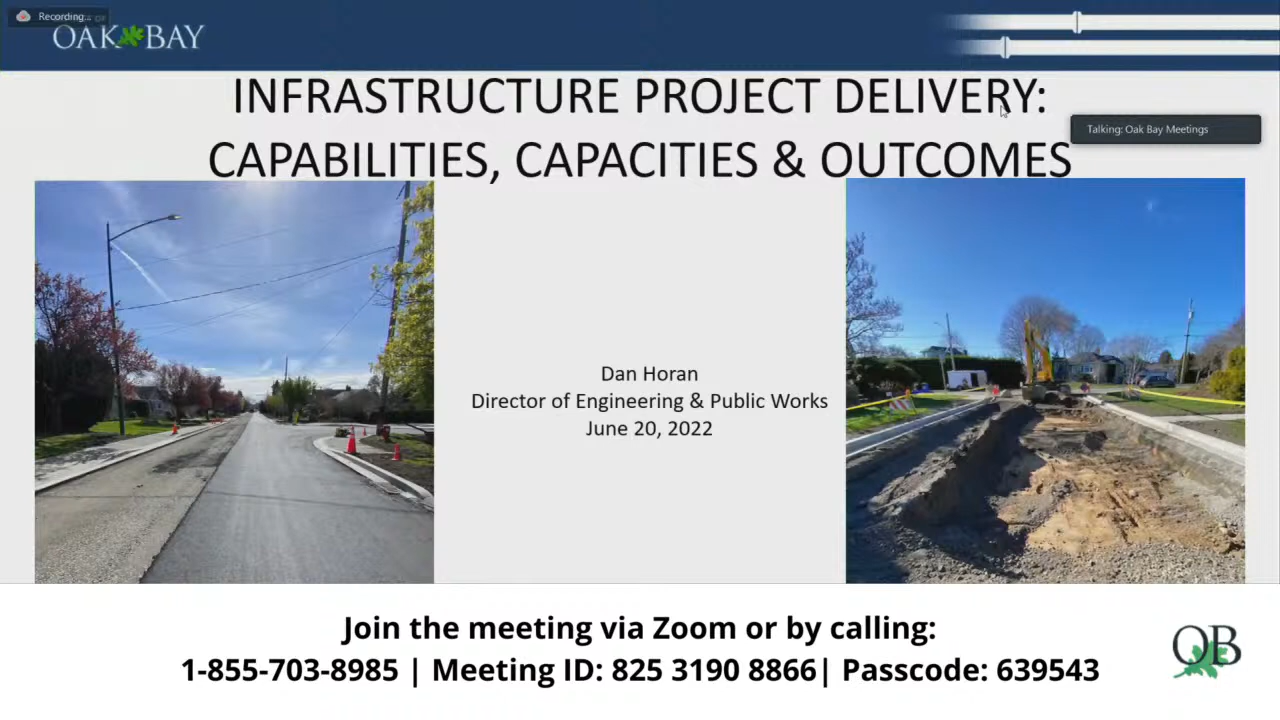 Recording...
OAK BAY
INFRASTRUCTURE PROJECT DELIVERY:
CAPABILITIES, CAPACITIES & OUTCOMES
Talking: Oak Bay Meetings
Dan Horan
Director of Engineering & Public Works
June 20, 2022
Join the meeting via Zoom or by calling:
1-855-703-8985 | Meeting ID: 825 3190 8866| Passcode: 639543
OB